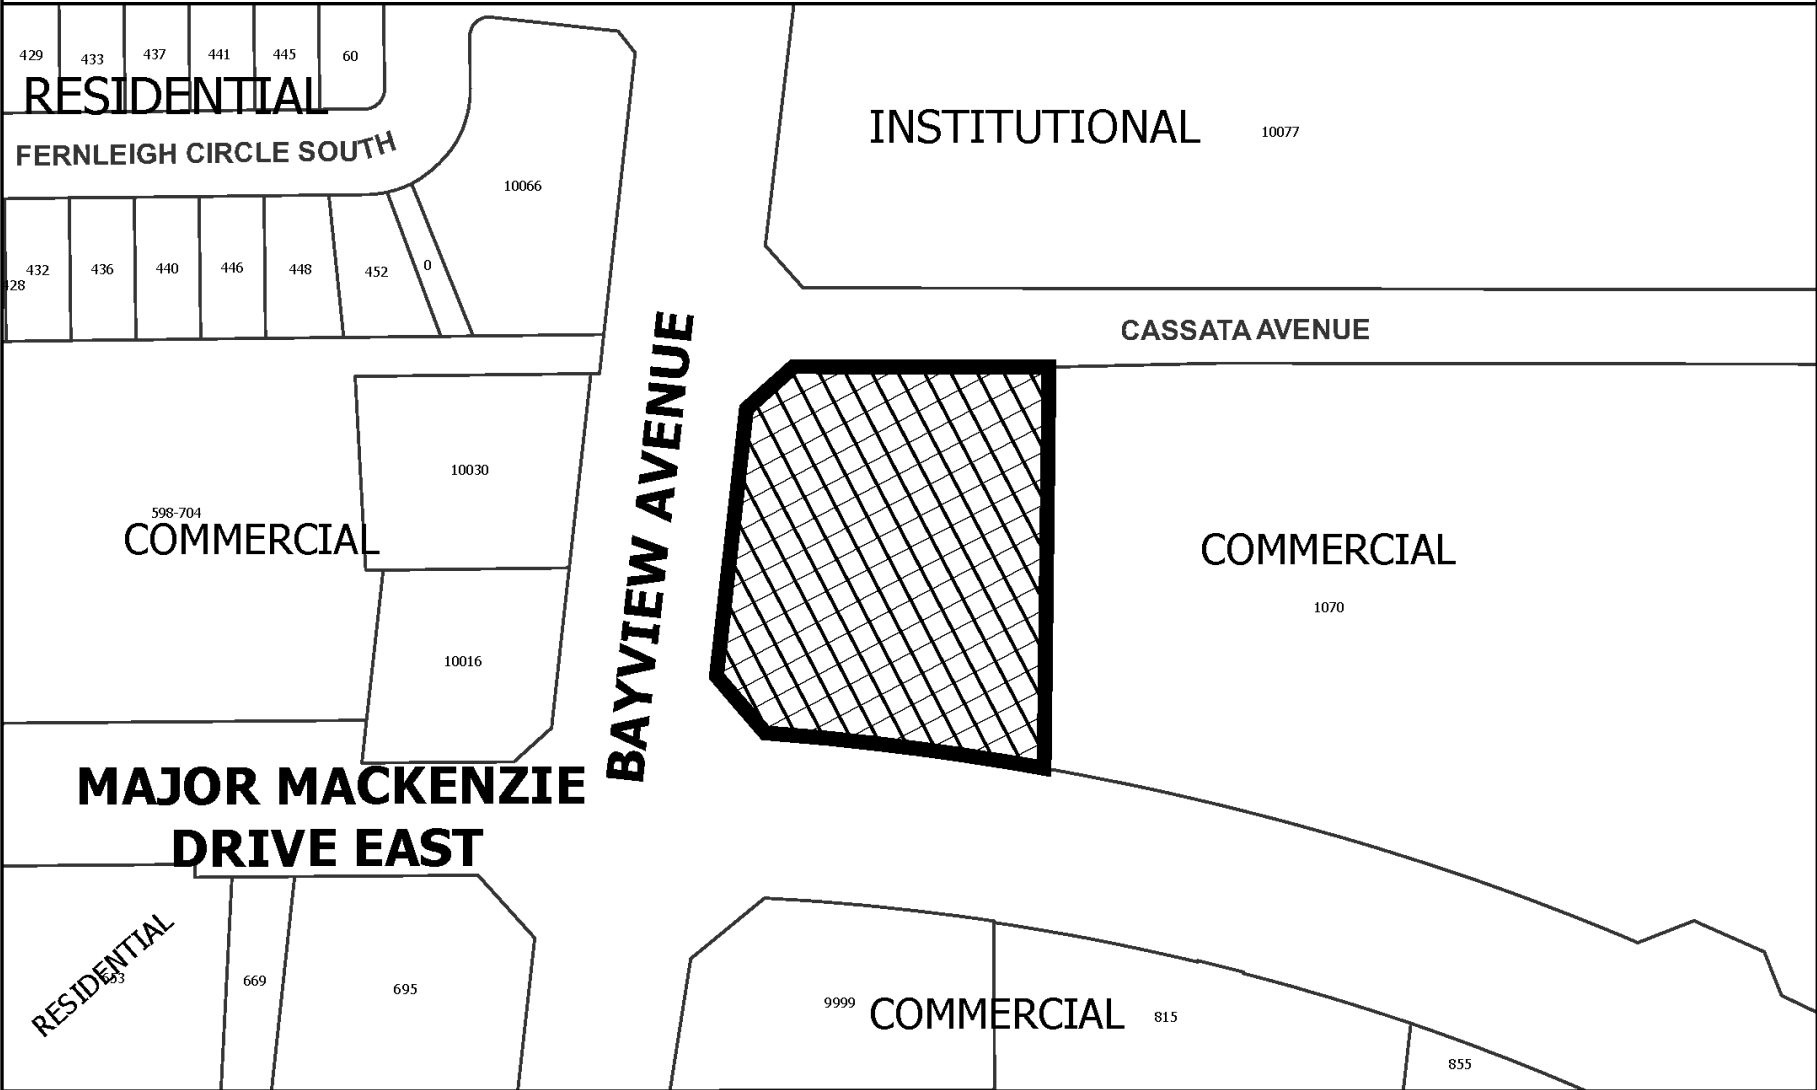 429
433
437
441
445
60
RESIDENTIAL
INSTITUTIONAL
10077
FERNLEIGH CIRCLE SOUTH
10066
432
436
440
446
448
452
0
428
CASSATA AVENUE
BAYVIEW AVENUE
10030
598-704
COMMERCIAL
COMMERCIAL
1070
10016
MAJOR MACKENZIE
DRIVE EAST
RESIDENTIAL
669
695
9999
COMMERCIAL
815
855